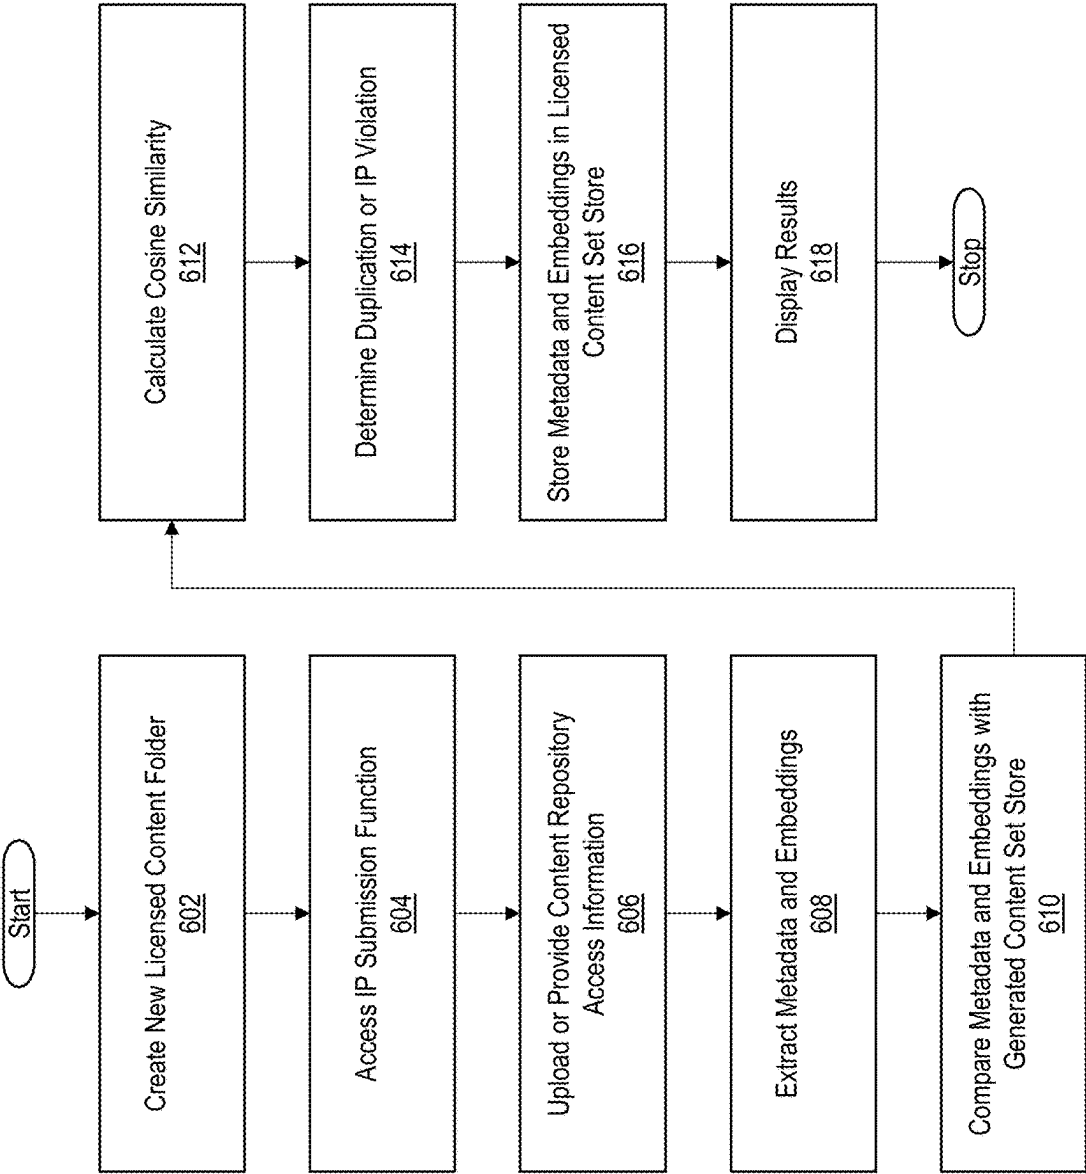 Start
Create New Licensed Content Folder
602
Access IP Submission Function
604
Upload or Provide Content Repository
Access Information
606
Extract Metadata and Embeddings
608
Compare Metadata and Embeddings with
Generated Content Set Store
610
Calculate Cosine Similarity
612
Determine Duplication or IP Violation
614
Store Metadata and Embeddings in Licensed
Content Set Store
616
Display Results
618
Stop